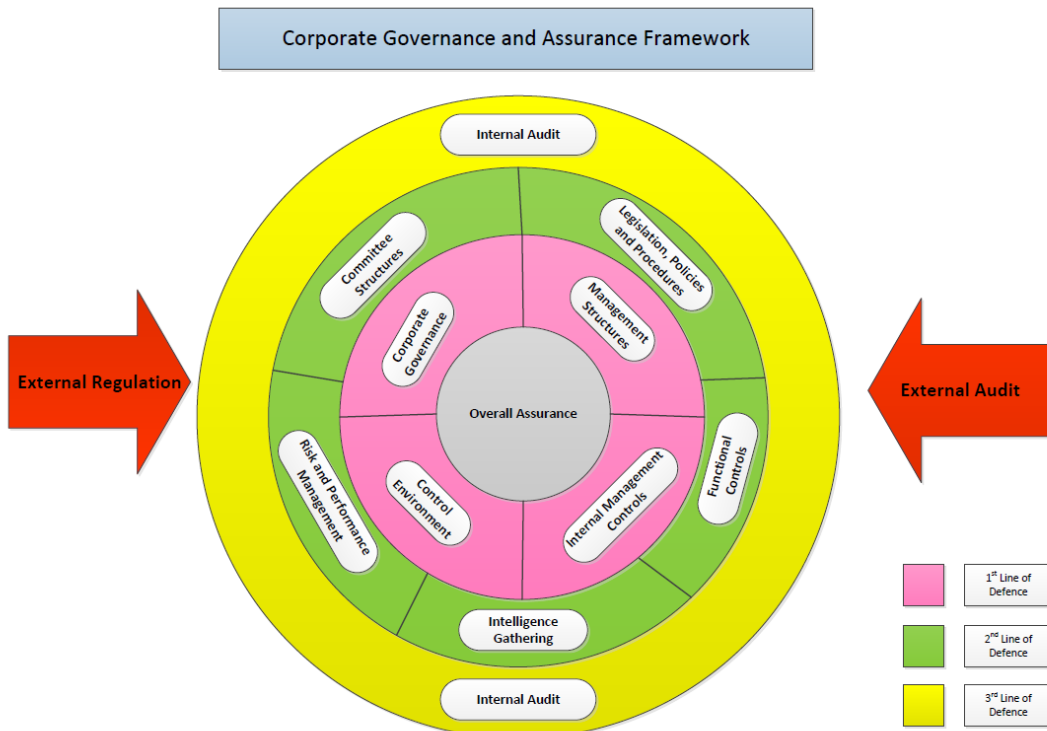 Corporate Governance and Assurance Framework
Internal Audit
Committee
Structures
Legislation, Policies
and Procedures
Corporate
Governance
Management
Structures
External Regulation
Overall Assurance
External Audit
Risk and Performance
Management
Control
Environment
Internal Management
Controls
Functional
Controls
Intelligence
Gathering
Internal Audit
1st Line of
Defence
2nd Line of
Defence
3rd Line of
Defence